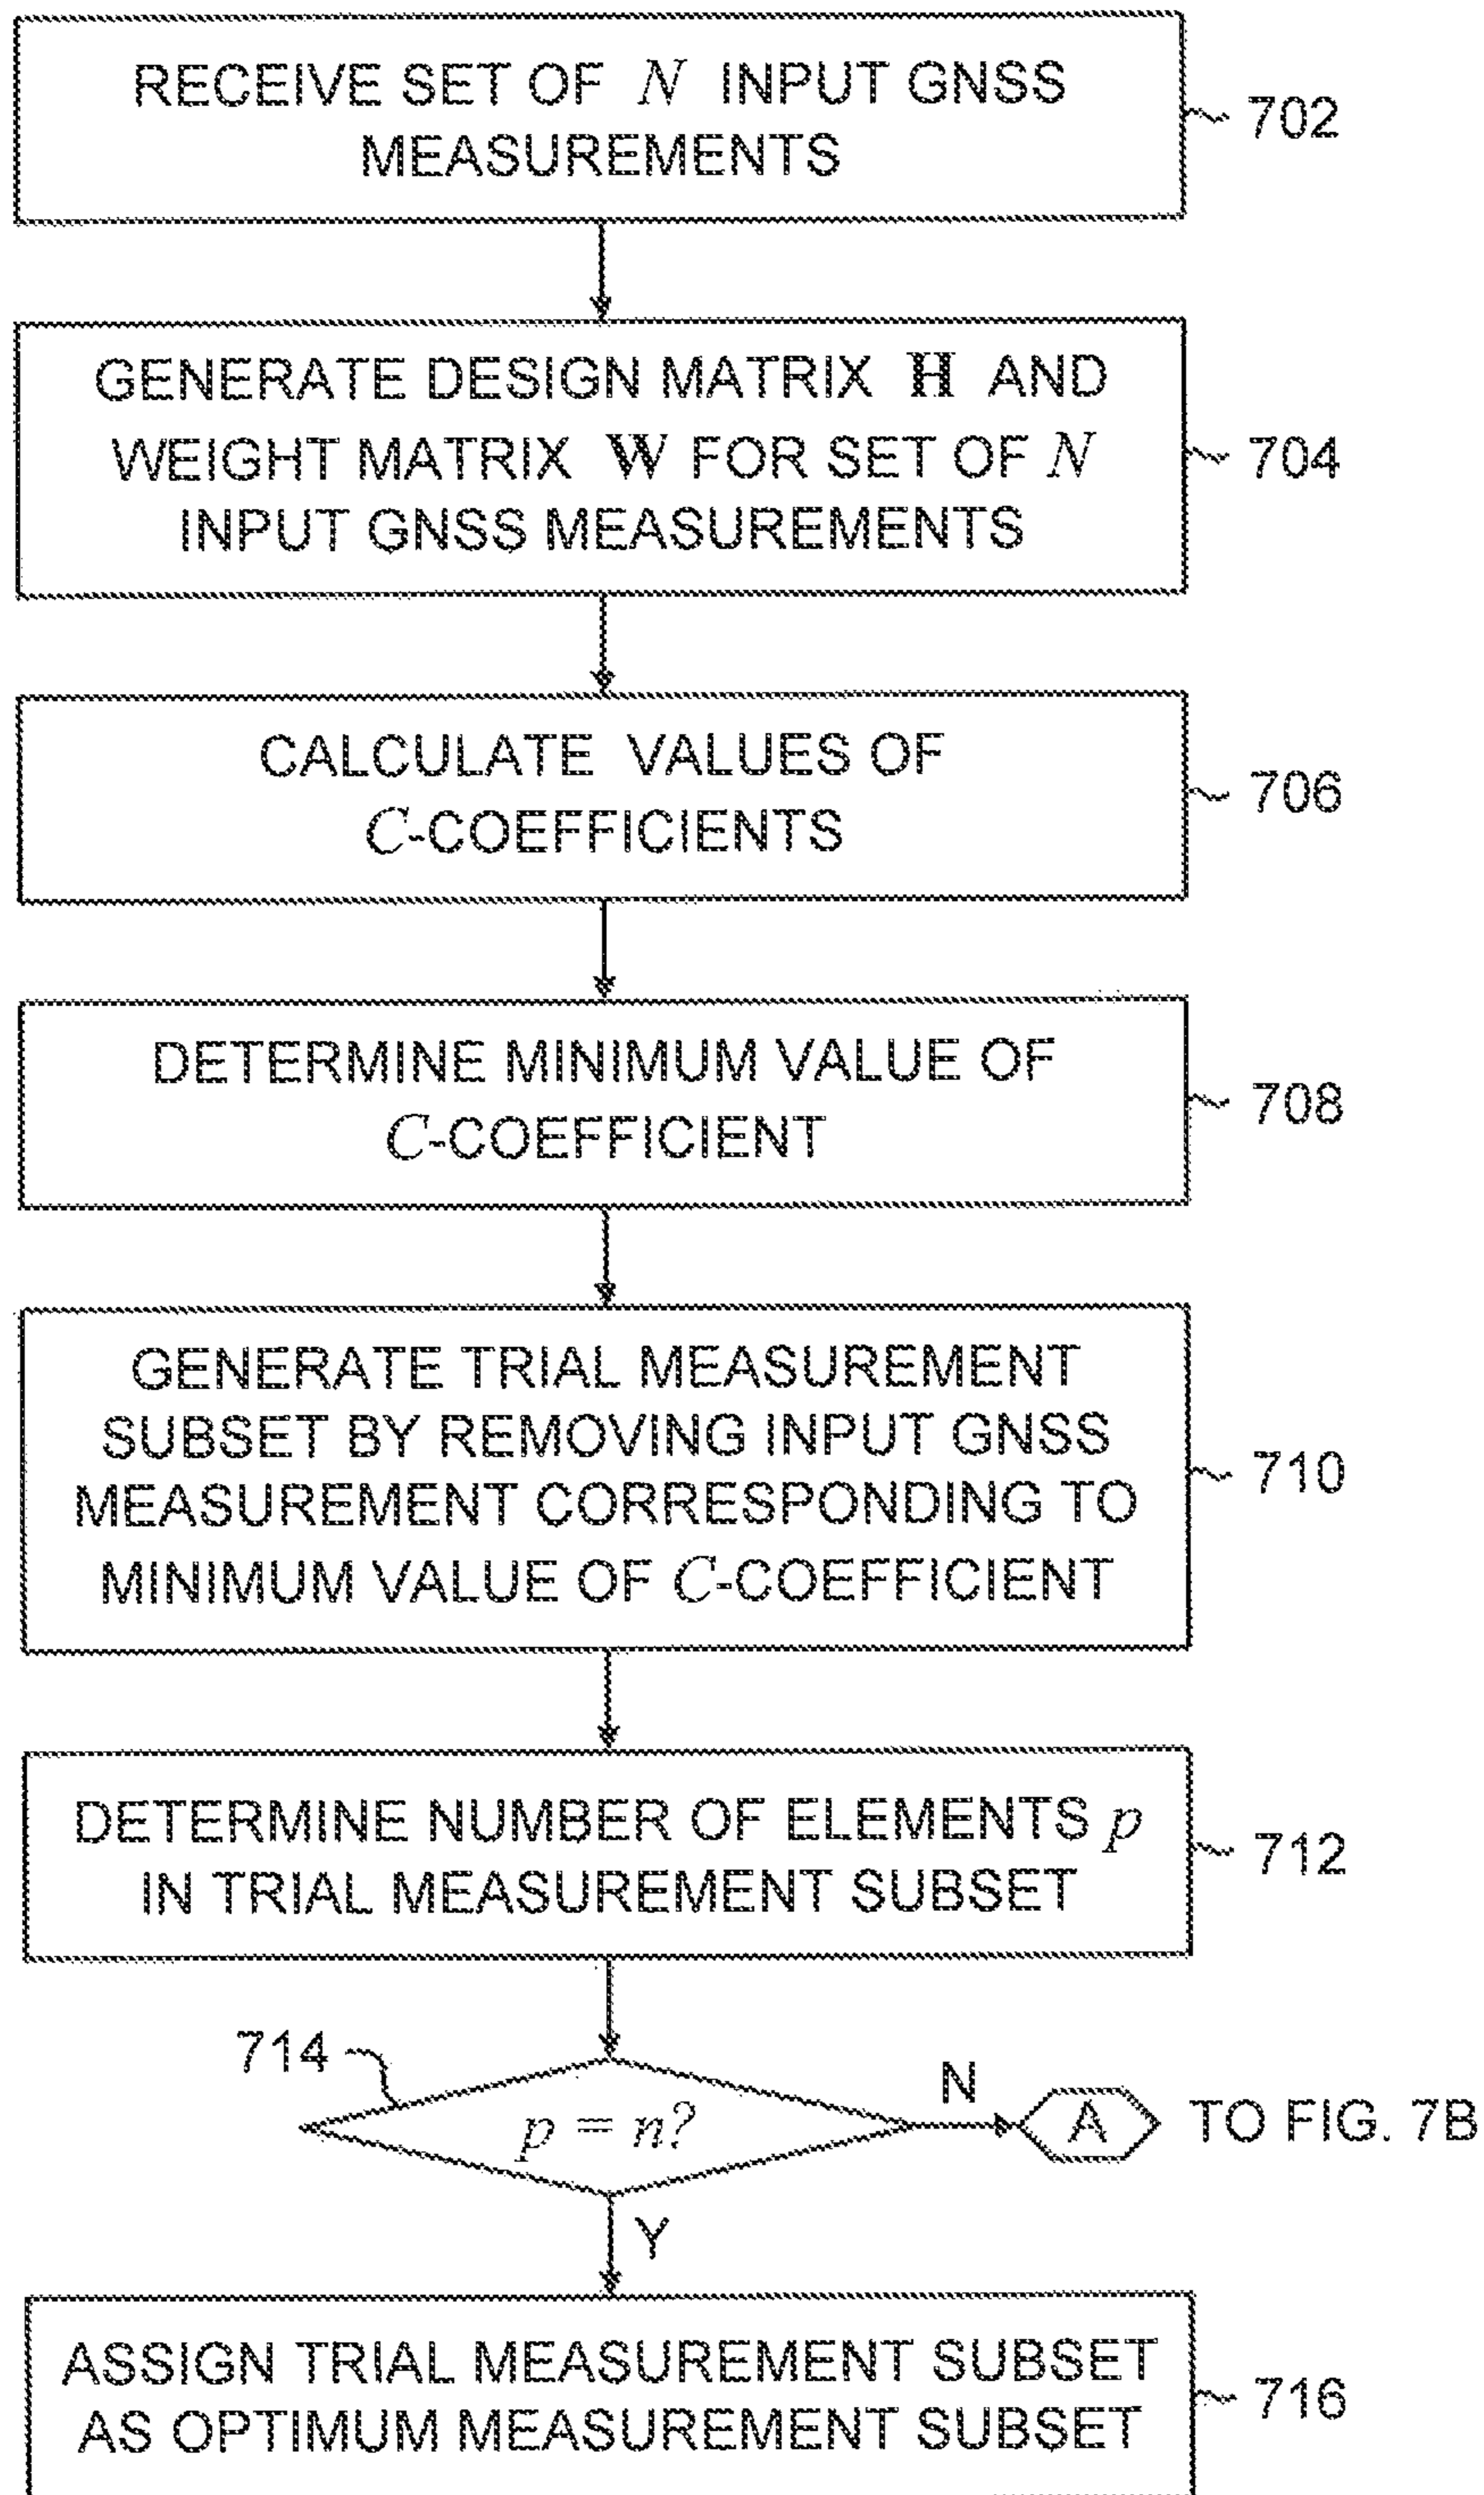 RECEIVE SET OF N INPUT GNSS
MEASUREMENTS
702
GENERATE DESIGN MATRIX H AND
WEIGHT MATRIX W FOR SET OF N
INPUT GNSS MEASUREMENTS
704
CALCULATE VALUES OF
C-COEFFICIENTS
706
DETERMINE MINIMUM VALUE OF
C-COEFFICIENT
708
GENERATE TRIAL MEASUREMENT
SUBSET BY REMOVING INPUT GNSS
MEASUREMENT CORRESPONDING TO
MINIMUM VALUE OF C-COEFFICIENT
710
DETERMINE NUMBER OF ELEMENTS p
IN TRIAL MEASUREMENT SUBSET
712
714
p = n?
N
A
TO FIG. 7B
Y
ASSIGN TRIAL MEASUREMENT SUBSET
AS OPTIMUM MEASUREMENT SUBSET
716